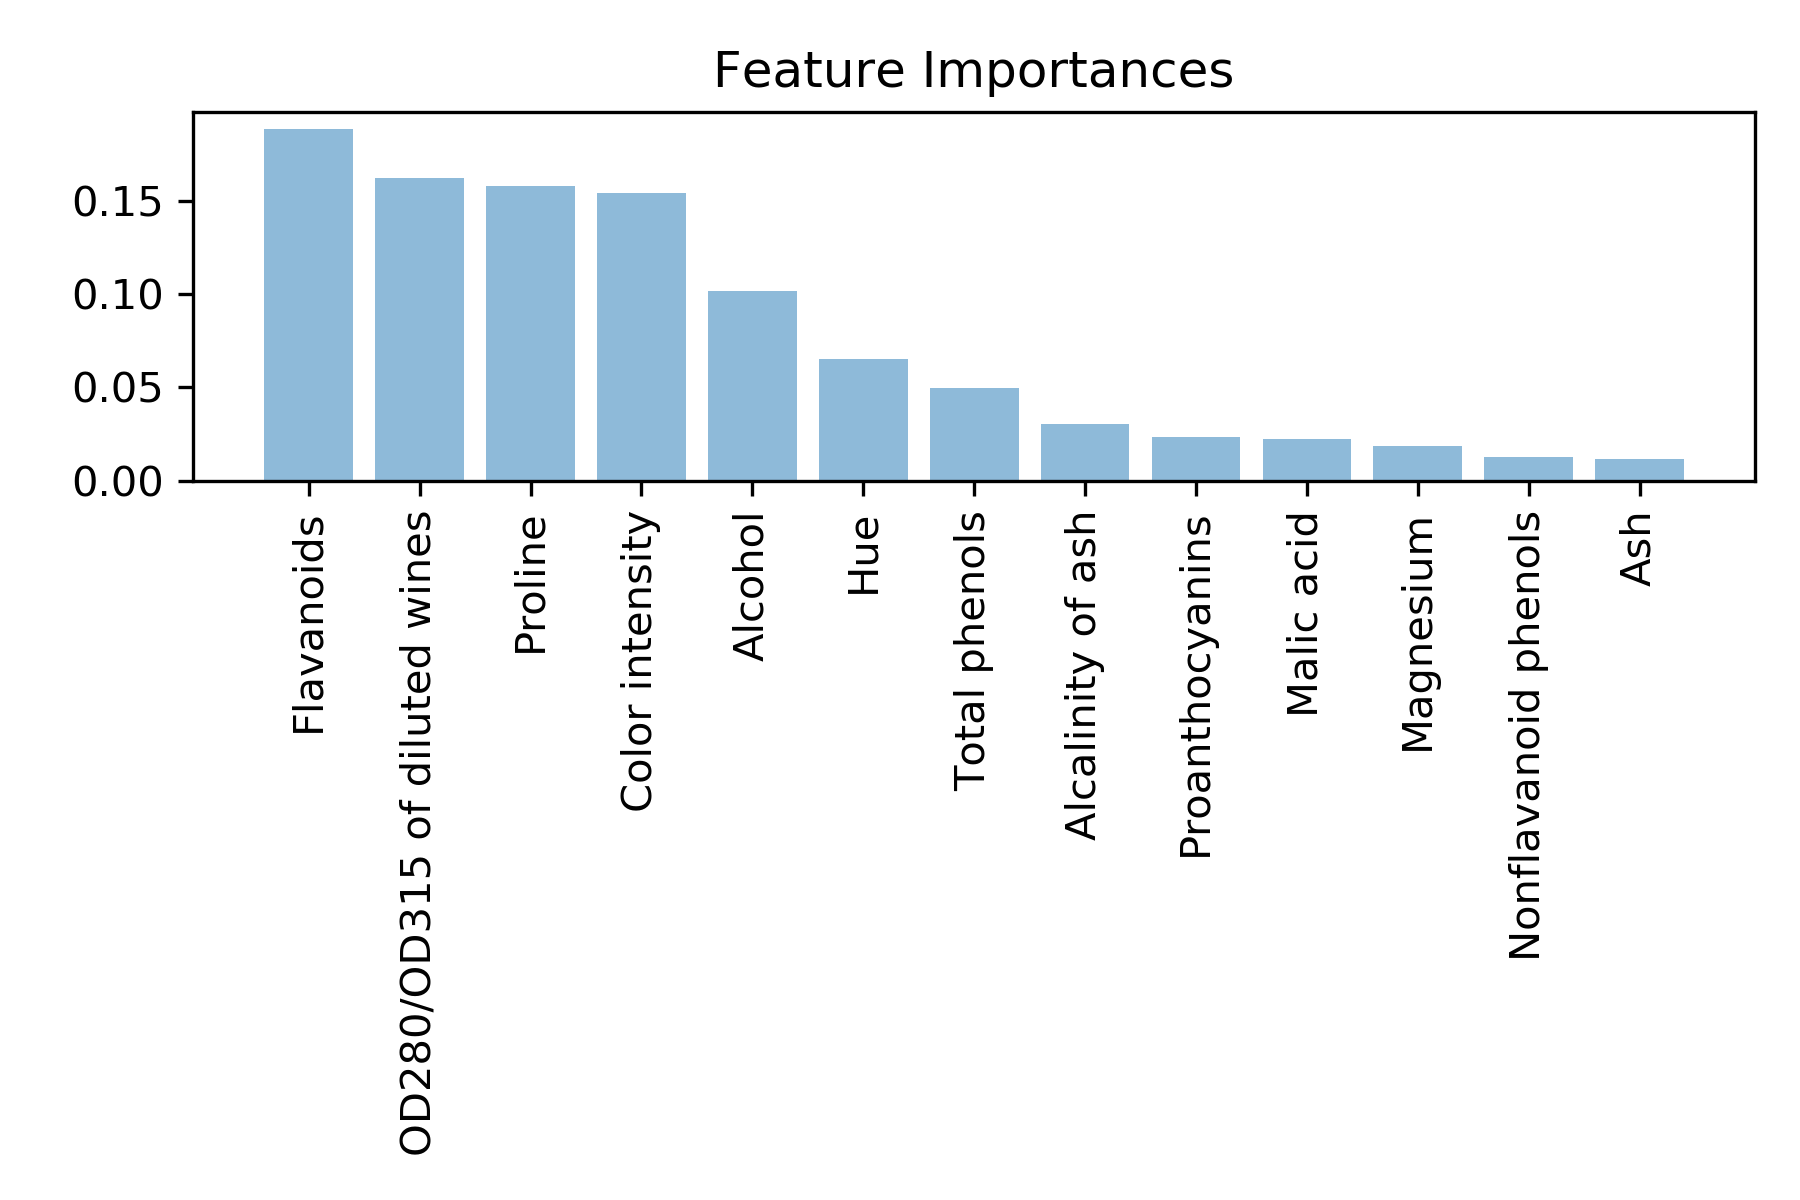 Feature Importances
0.15
0.10
0.05
0.00
Flavanoids
OD280/OD315 of diluted wines
Proline
Color intensity
Alcohol
Hue
Total phenols
Alcalinity of ash
Proanthocyanins
Malic acid
Magnesium
Nonflavanoid phenols
Ash